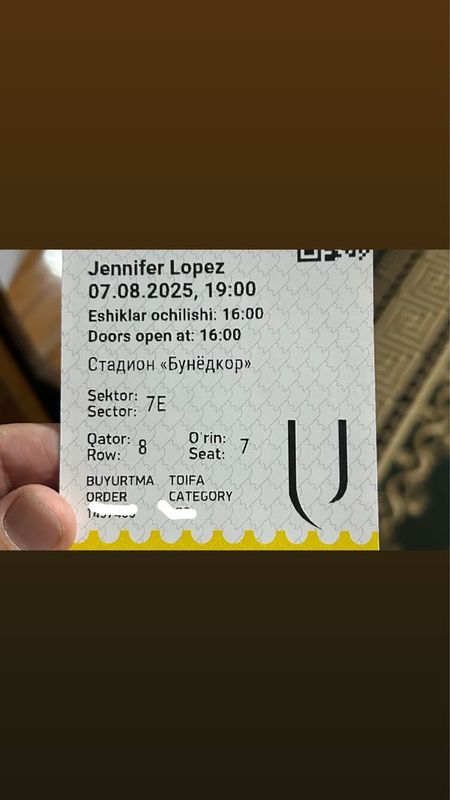 Jennifer Lopez
07.08.2025, 19:00
Eshiklar ochilishi: 16:00
Doors open at: 16:00
Стадион «Бунёдкор»
Sektor:
Sector: 7E
Qator:
Row: 8
O'rin:
Seat: 7
BUYURTMA
ORDER
TOIFA
CATEGORY